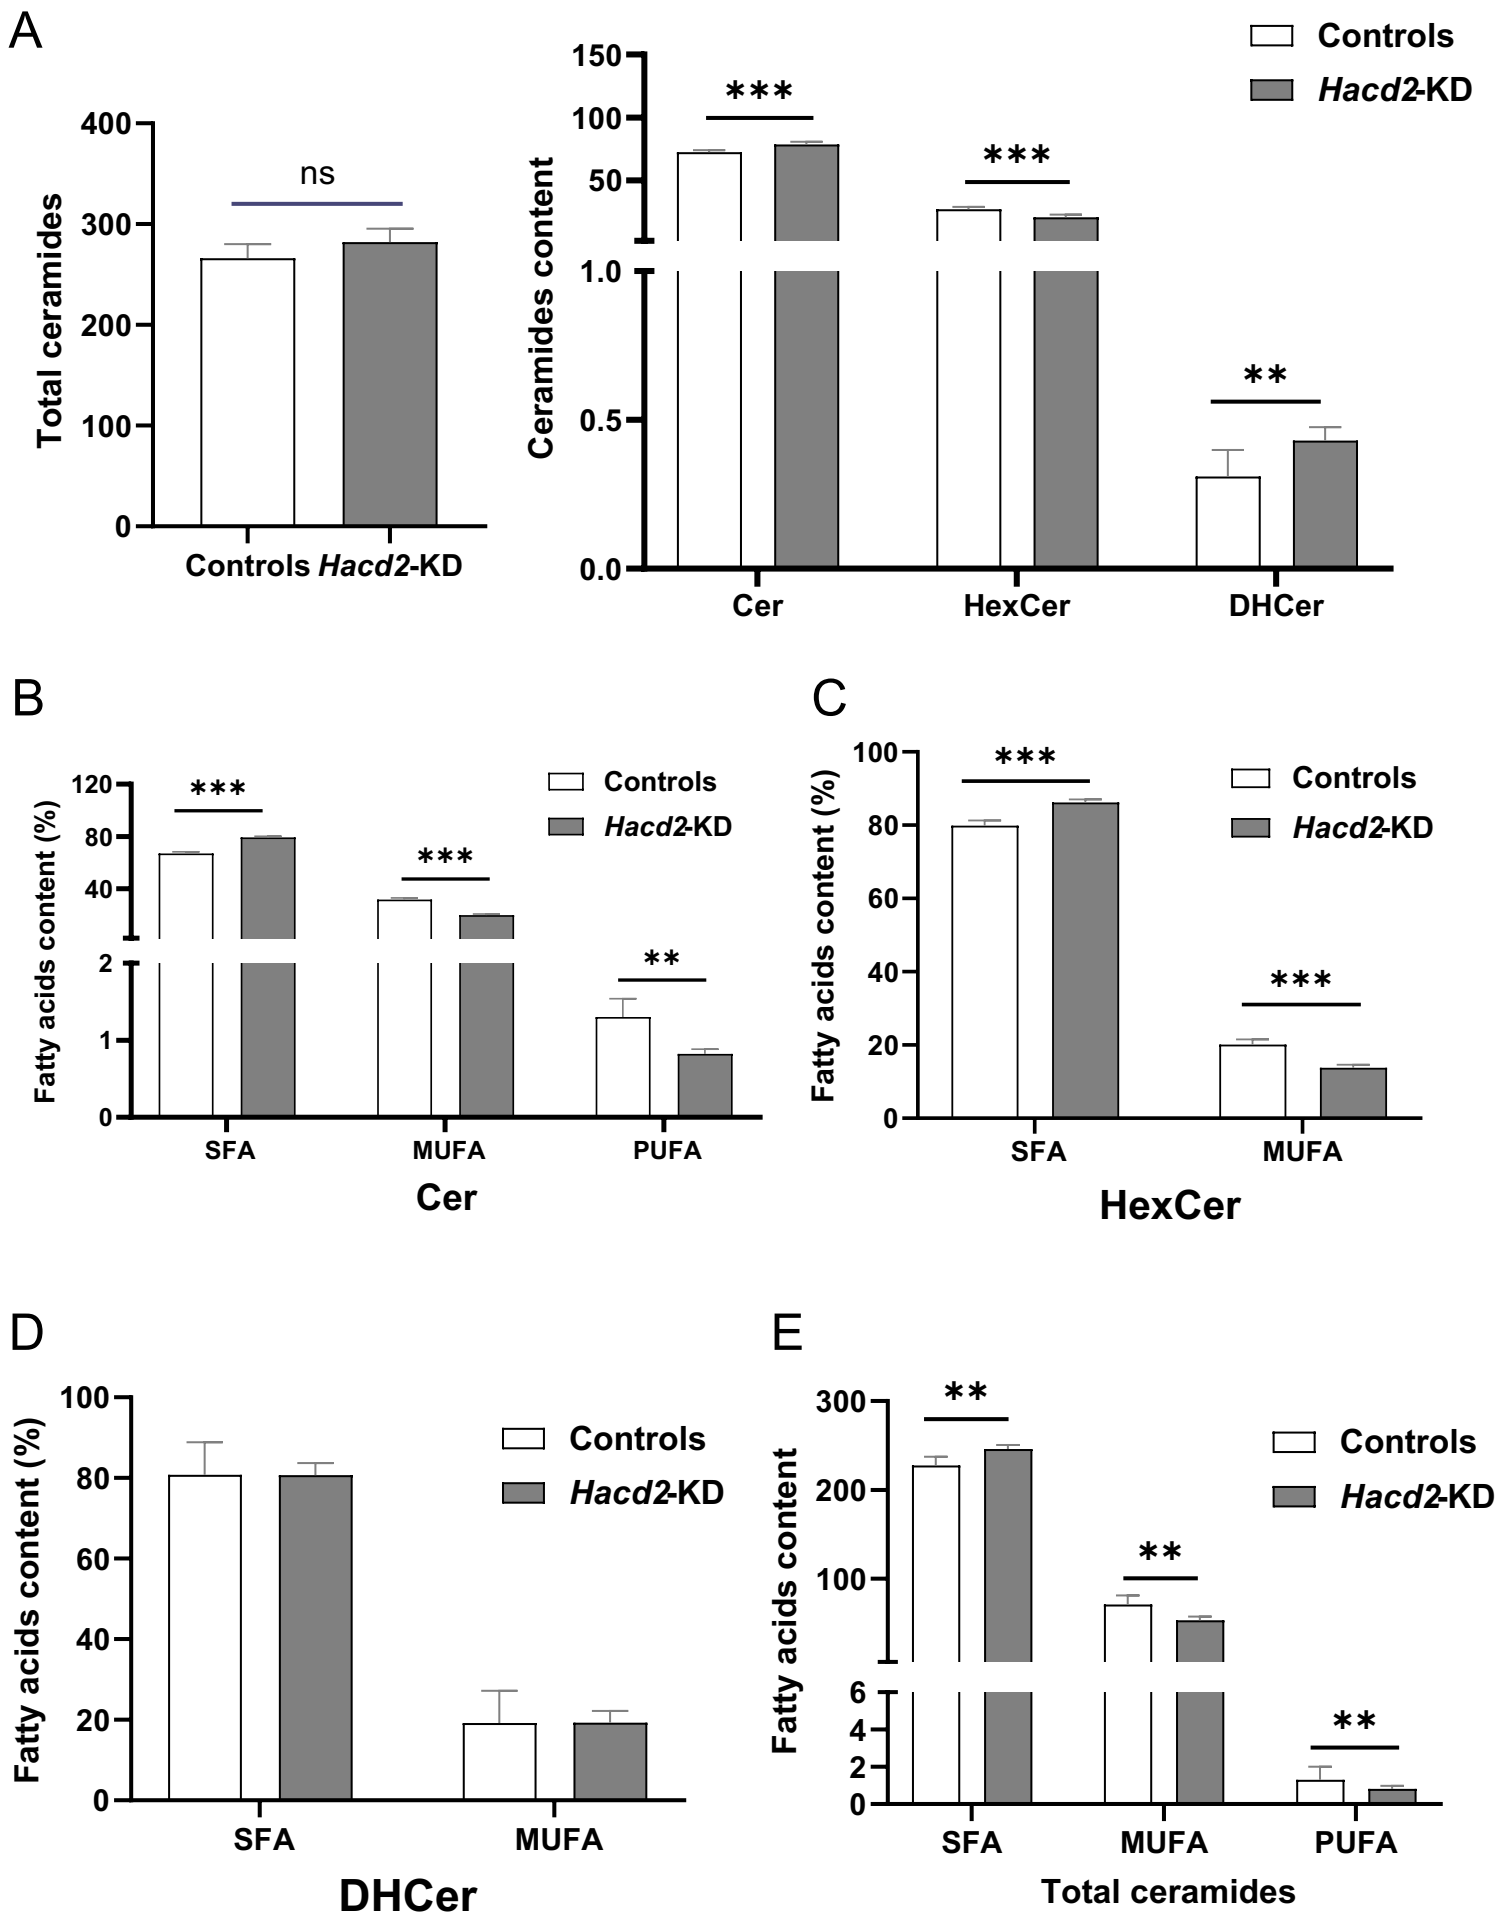 A
Controls
Hacd2-KD
Total ceramides
400
300
200
100
0
ns
Controls Hacd2-KD
Ceramides content
150
100
50
1.0
0.5
0.0
***
***
**
Cer HexCer DHCer
B
Fatty acids content (%)
120
80
40
2
1
0
***
***
**
Controls
Hacd2-KD
SFA MUFA PUFA
Cer
C
Fatty acids content (%)
100
80
60
40
20
0
***
***
Controls
Hacd2-KD
SFA MUFA
HexCer
D
Fatty acids content (%)
100
80
60
40
20
0
Controls
Hacd2-KD
SFA MUFA
DHCer
E
Fatty acids content
300
200
100
6
4
2
0
**
**
**
Controls
Hacd2-KD
SFA MUFA PUFA
Total ceramides